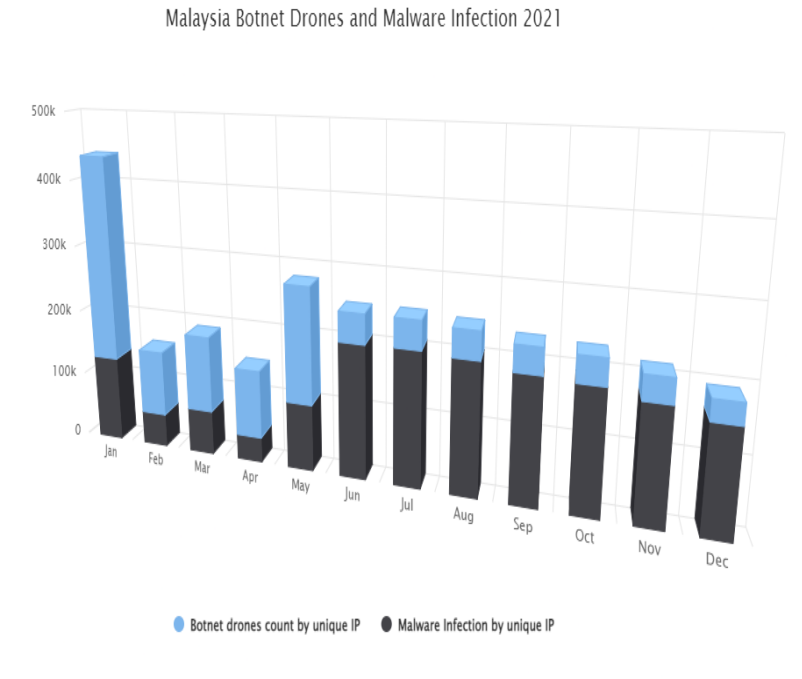 Malaysia Botnet Drones and Malware Infection 2021
500k
400k
300k
200k
100k
0
Jan
Feb
Mar
Apr
May
Jun
Jul
Aug
Sep
Oct
Nov
Dec
Botnet drones count by unique IP
Malware Infection by unique IP